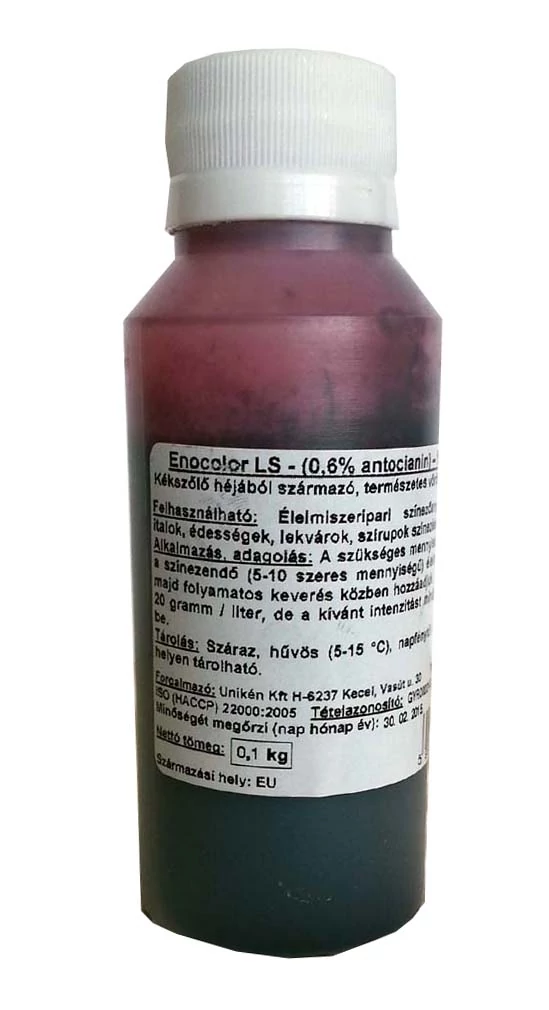 Enocolor LS - (0,6% antocianin) -
Kékszőlő héjából származó, természetes
Felhasználható: Élelmiszeripari
italok, édességek, lekvárok, szirupok
Alkalmazás, adagolás: A szükséges
a színezendő (5-10 szeres mennyiségű)
majd folyamatos keverés közben
20 gramm / liter, de a kívánt intenzitást
be.
Tárolás: Száraz, hűvös (5-15 °C),
helyen tárolható.
Forgalmazó: Unikén Kft H-6237 Kecel, Vasút u. 30
ISO (HACCP) 22000:2005 Tételazonosító:
Minőségét megőrzi (nap hónap év): 30. 02.
Nettó tömeg: 0,1 kg
Származási hely: EU